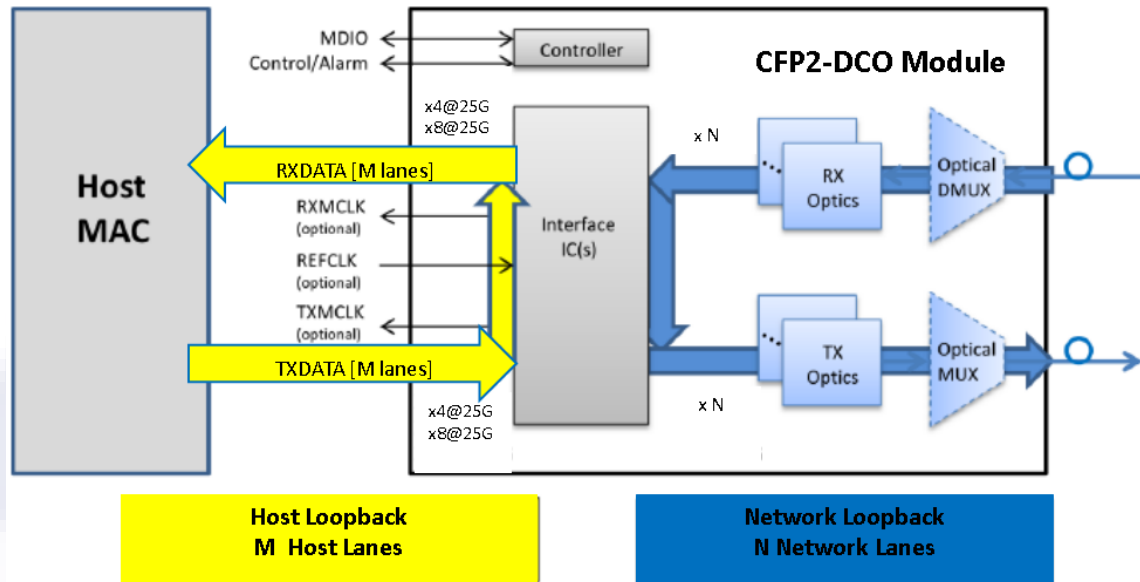 MDIO
Control/Alarm
Controller
CFP2-DCO Module
x4@25G
x8@25G
x N
Host
MAC
RXDATA [M lanes]
RXMCLK
(optional)
REFCLK
(optional)
TXMCLK
(optional)
TXDATA [M lanes]
Interface
IC(s)
RX
Optics
Optical
DMUX
TX
Optics
Optical
MUX
x4@25G
x8@25G
x N
Host Loopback
M Host Lanes
Network Loopback
N Network Lanes